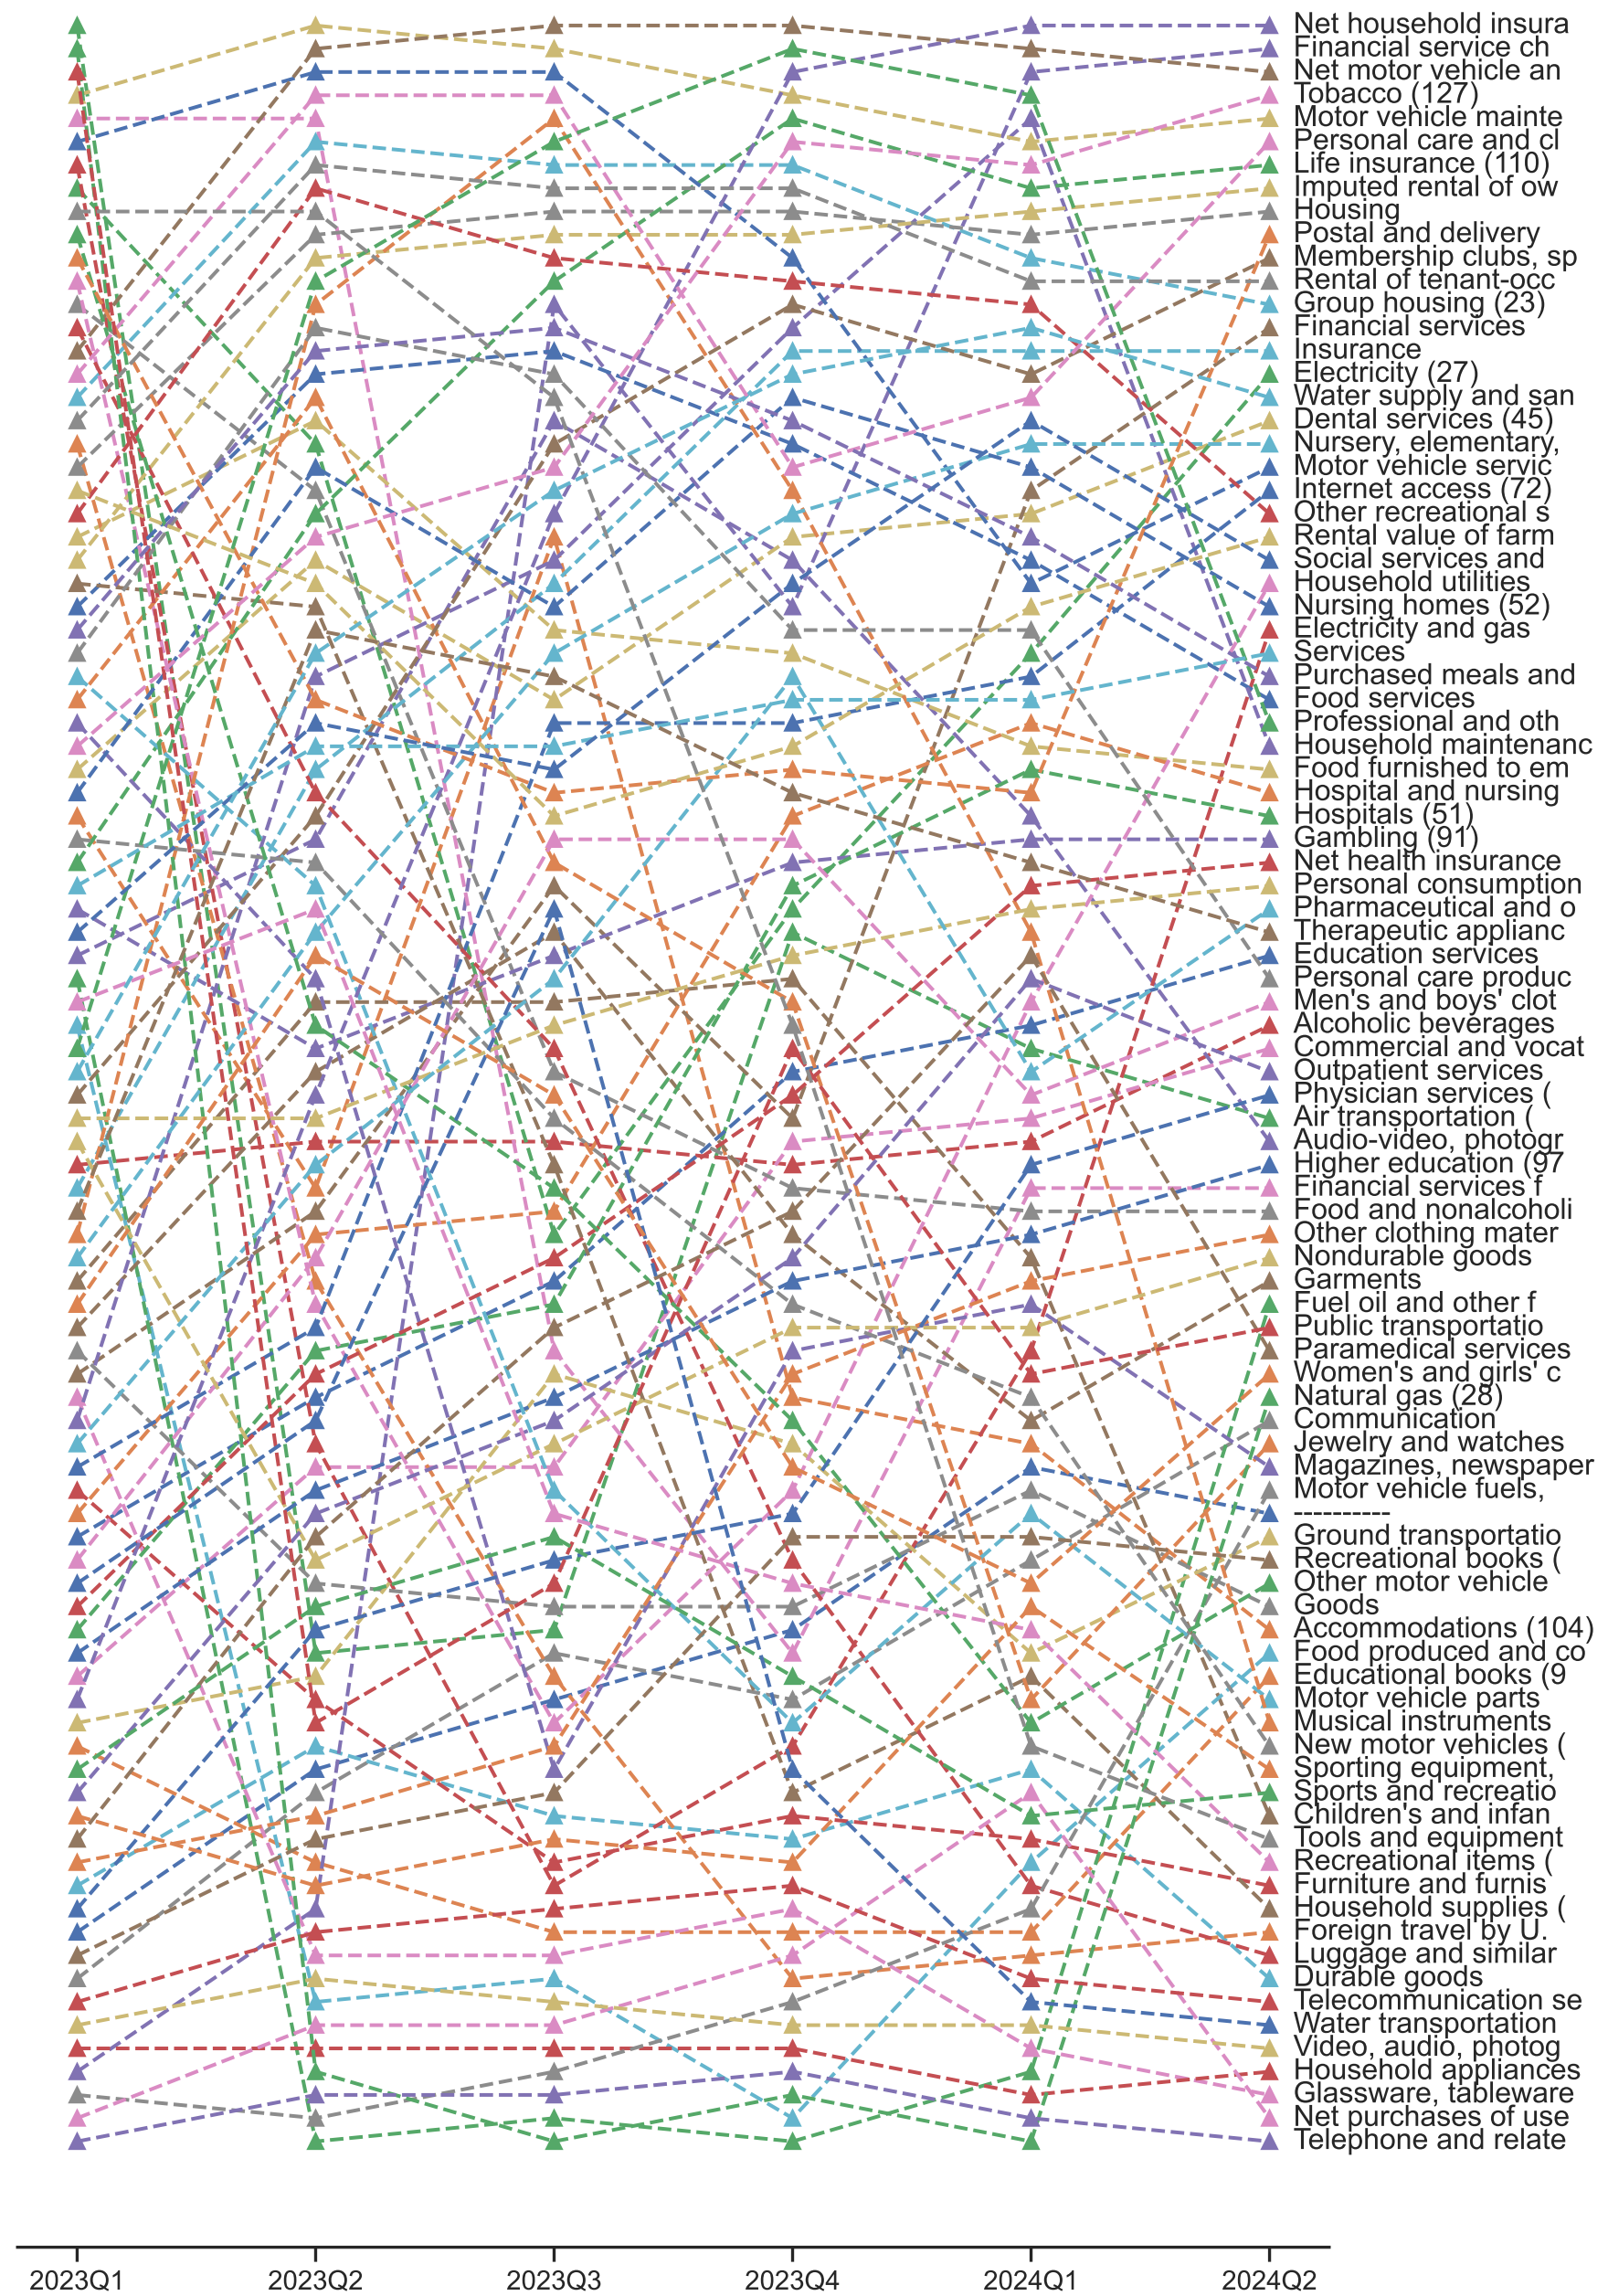 Net household insura
Financial service ch
Net motor vehicle an
Tobacco (127)
Motor vehicle mainte
Personal care and cl
Life insurance (110)
Imputed rental of ow
Housing
Postal and delivery
Membership clubs, sp
Rental of tenant-occ
Group housing (23)
Financial services
Insurance
Electricity (27)
Water supply and san
Dental services (45)
Nursery, elementary,
Motor vehicle servic
Internet access (72)
Other recreational s
Rental value of farm
Social services and
Household utilities
Nursing homes (52)
Electricity and gas
Services
Purchased meals and
Food services
Professional and oth
Household maintenanc
Food furnished to em
Hospital and nursing
Hospitals (51)
Gambling (91)
Net health insurance
Personal consumption
Pharmaceutical and o
Therapeutic applianc
Education services
Personal care produc
Men's and boys' clot
Alcoholic beverages
Commercial and vocat
Outpatient services
Physician services (
Air transportation (
Audio-video, photogr
Higher education (97
Financial services f
Food and nonalcoholi
Other clothing mater
Nondurable goods
Garments
Fuel oil and other f
Public transportatio
Paramedical services
Women's and girls' c
Natural gas (28)
Communication
Jewelry and watches
Magazines, newspaper
Motor vehicle fuels,
----------
Ground transportatio
Recreational books (
Other motor vehicle
Goods
Accommodations (104)
Food produced and co
Educational books (9
Motor vehicle parts
Musical instruments
New motor vehicles (
Sporting equipment,
Sports and recreatio
Children's and infan
Tools and equipment
Recreational items (
Furniture and furnis
Household supplies (
Foreign travel by U.
Luggage and similar
Durable goods
Telecommunication se
Water transportation
Video, audio, photog
Household appliances
Glassware, tableware
Net purchases of use
Telephone and relate
2023Q1 2023Q2 2023Q3 2023Q4 2024Q1 2024Q2